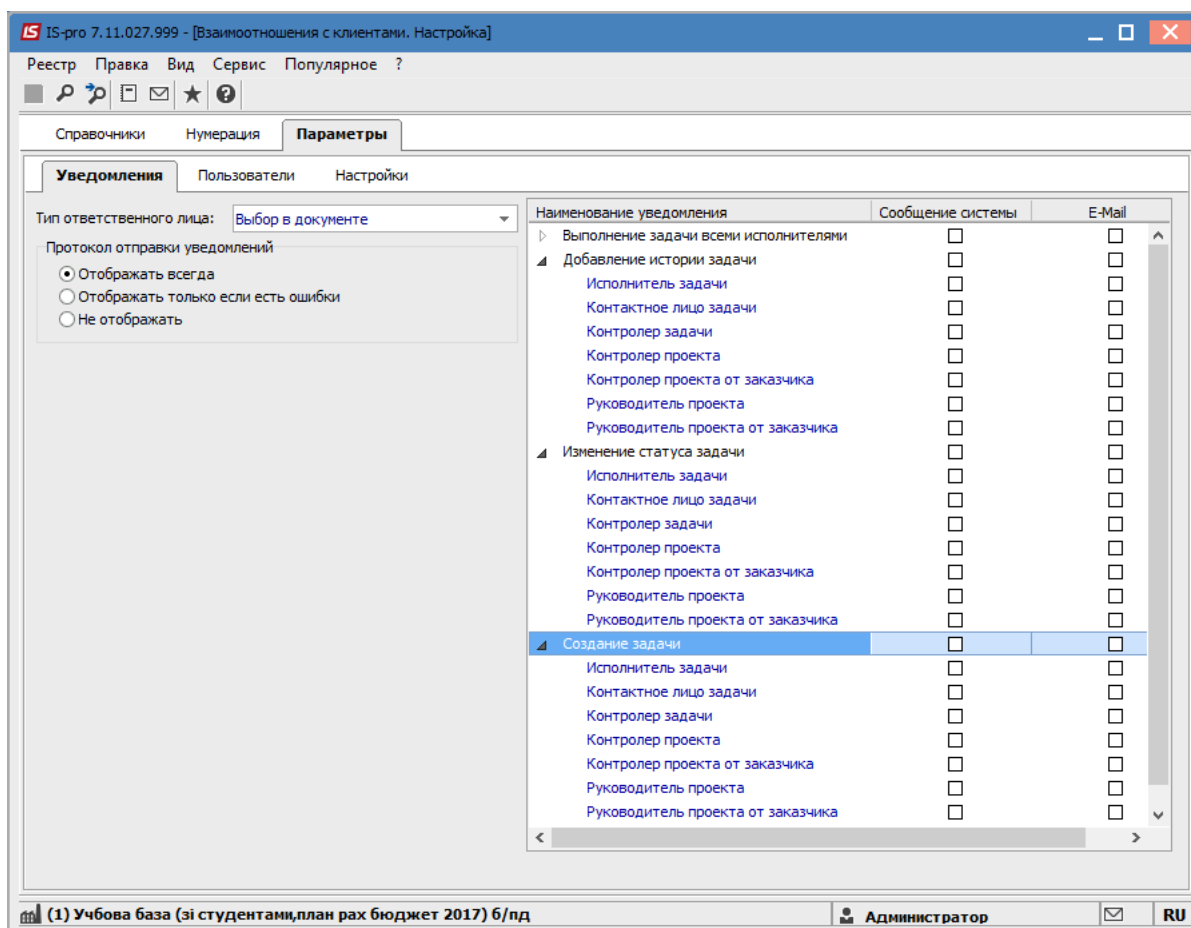 IS IS-pro 7.11.027.999 - [Взаимоотношения с клиентами. Настройка]
Реестр Правка Вид Сервис Популярное ?
Справочники Нумерация Параметры
Уведомления Пользователи Настройки
Тип ответственного лица: Выбор в документе
Протокол отправки уведомлений
Отображать всегда
Отображать только если есть ошибки
Не отображать
Наименование уведомления Сообщение системы E-Mail
Выполнение задачи всеми исполнителями
Добавление истории задачи
Исполнитель задачи
Контактное лицо задачи
Контролер задачи
Контролер проекта
Контролер проекта от заказчика
Руководитель проекта
Руководитель проекта от заказчика
Изменение статуса задачи
Исполнитель задачи
Контактное лицо задачи
Контролер задачи
Контролер проекта
Контролер проекта от заказчика
Руководитель проекта
Руководитель проекта от заказчика
Создание задачи
Исполнитель задачи
Контактное лицо задачи
Контролер задачи
Контролер проекта
Контролер проекта от заказчика
Руководитель проекта
Руководитель проекта от заказчика
(1) Учбова база (зі студентами,план рах бюджет 2017) б/пд Администратор RU